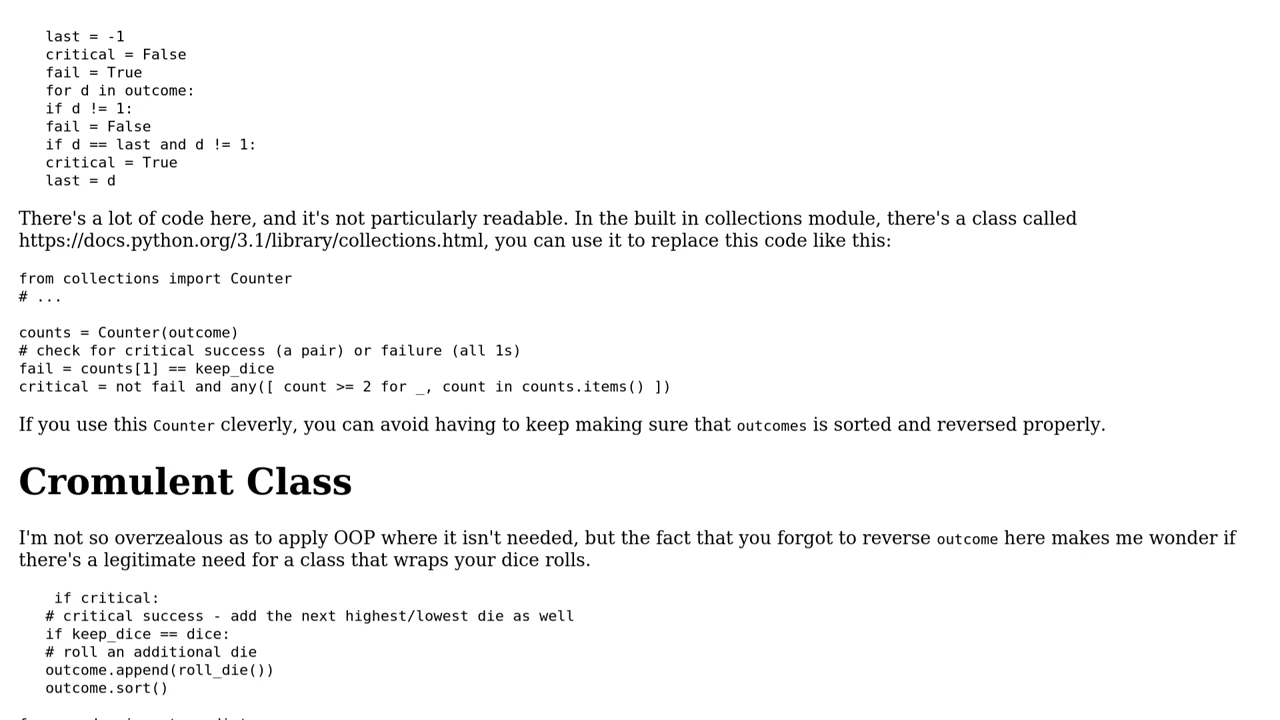 last = -1
critical = False
fail = True
for d in outcome:
if d != 1:
fail = False
if d == last and d != 1:
critical = True
last = d
There's a lot of code here, and it's not particularly readable. In the built in collections module, there's a class called
https://docs.python.org/3.1/library/collections.html, you can use it to replace this code like this:
from collections import Counter
# ...
counts = Counter(outcome)
# check for critical success (a pair) or failure (all 1s)
fail = counts[1] == keep_dice
critical = not fail and any([ count >= 2 for _, count in counts.items() ])
If you use this Counter cleverly, you can avoid having to keep making sure that outcomes is sorted and reversed properly.
Cromulent Class
I'm not so overzealous as to apply OOP where it isn't needed, but the fact that you forgot to reverse outcome here makes me wonder if
there's a legitimate need for a class that wraps your dice rolls.
if critical:
# critical success - add the next highest/lowest die as well
if keep_dice == dice:
# roll an additional die
outcome.append(roll_die())
outcome.sort()